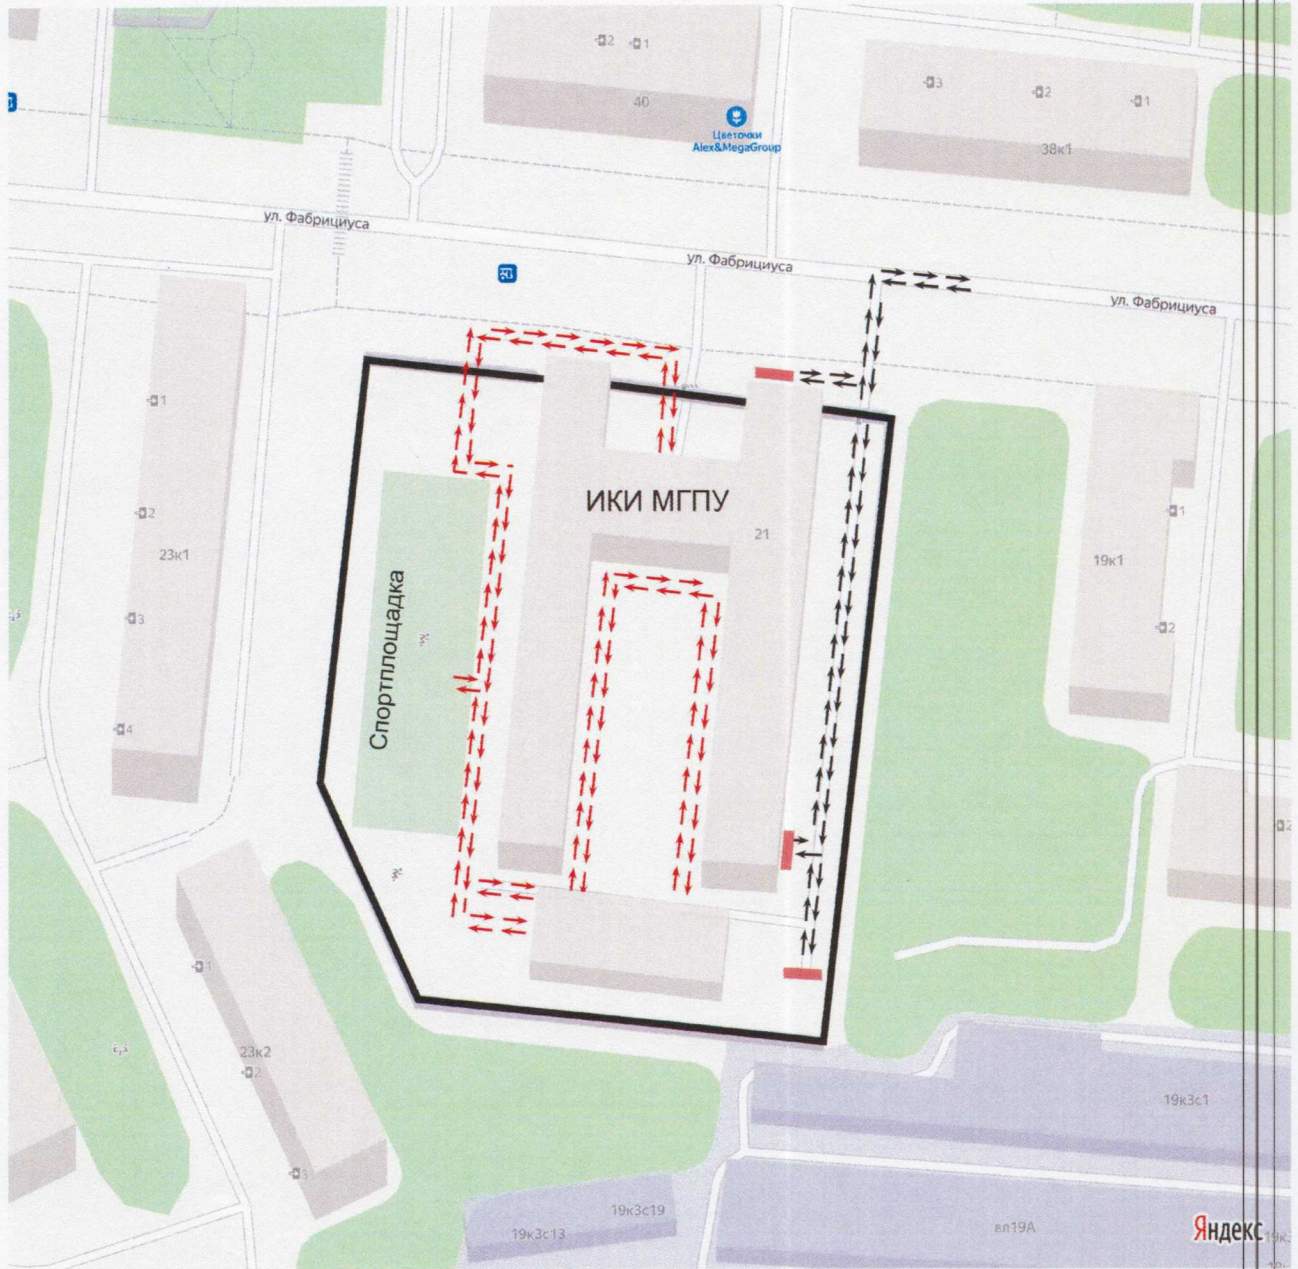 2
1
40
Цветочки
Alex&MegaGroup
3
2
1
38к1
ул. Фабрициуса
ул. Фабрициуса
ул. Фабрициуса
1
2
23к1
3
4
ИКИ МГПУ
21
Спортплощадка
1
19к1
2
2
1
23к2
2
3
19к3с1
19к3с19
19к3с13
вл19А
Яндекс